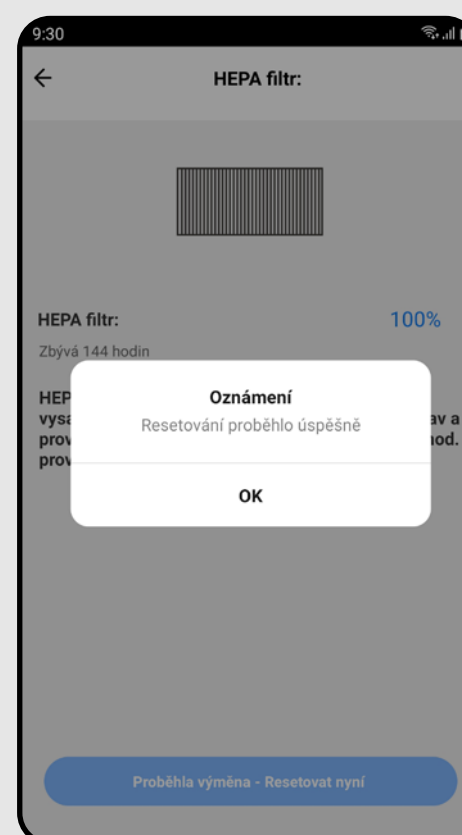 9:30
HEPA filtr:
HEPA filtr:
100%
Zbývá 144 hodin
Oznámení
Resetování proběhlo úspěšně
OK
Proběhla výměna - Resetovat nyní